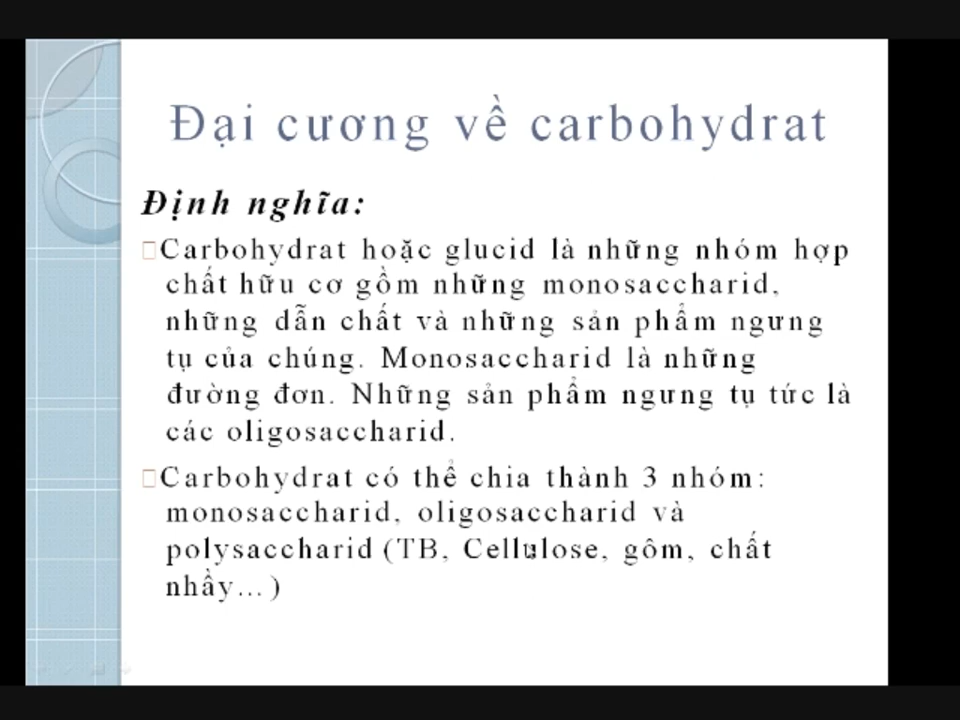 Đại cương về carbohydrat
Định nghĩa:
Carbohydrat hoặc glucid là những nhóm hợp
chất hữu cơ gồm những monosaccharid,
những dẫn chất và những sản phẩm ngưng
tụ của chúng. Monosaccharid là những
đường đơn. Những sản phẩm ngưng tụ tức là
các oligosaccharid.
Carbohydrat có thể chia thành 3 nhóm:
monosaccharid, oligosaccharid và
polysaccharid (TB, Cellulose, gôm, chất
nhầy…)